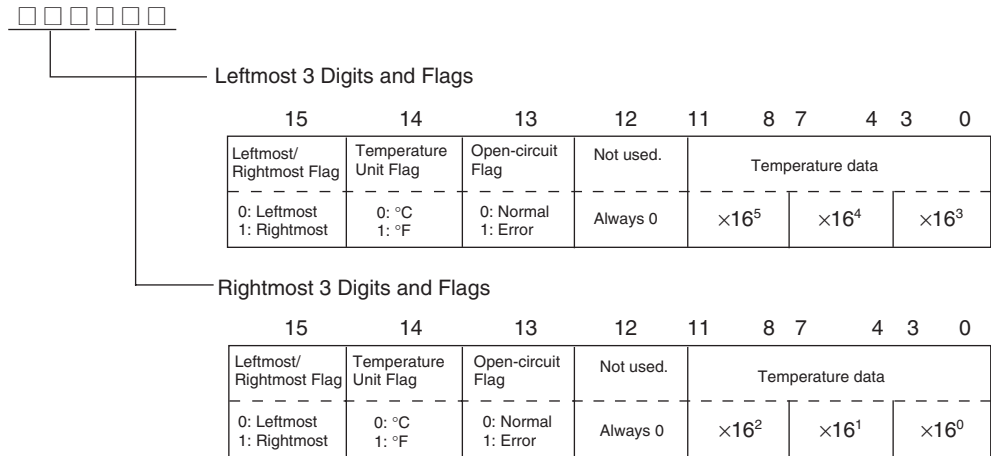 □□□□□□
Leftmost 3 Digits and Flags
15 14 13 12 11 8 7 4 3 0
Leftmost/ Temperature Open-circuit Not used. Temperature data
Rightmost Flag Unit Flag Flag
0: Leftmost 0: °C 0: Normal Always 0 ×16⁵ ×16⁴ ×16³
1: Rightmost 1: °F 1: Error
Rightmost 3 Digits and Flags
15 14 13 12 11 8 7 4 3 0
Leftmost/ Temperature Open-circuit Not used. Temperature data
Rightmost Flag Unit Flag Flag
0: Leftmost 0: °C 0: Normal Always 0 ×16² ×16¹ ×16⁰
1: Rightmost 1: °F 1: Error